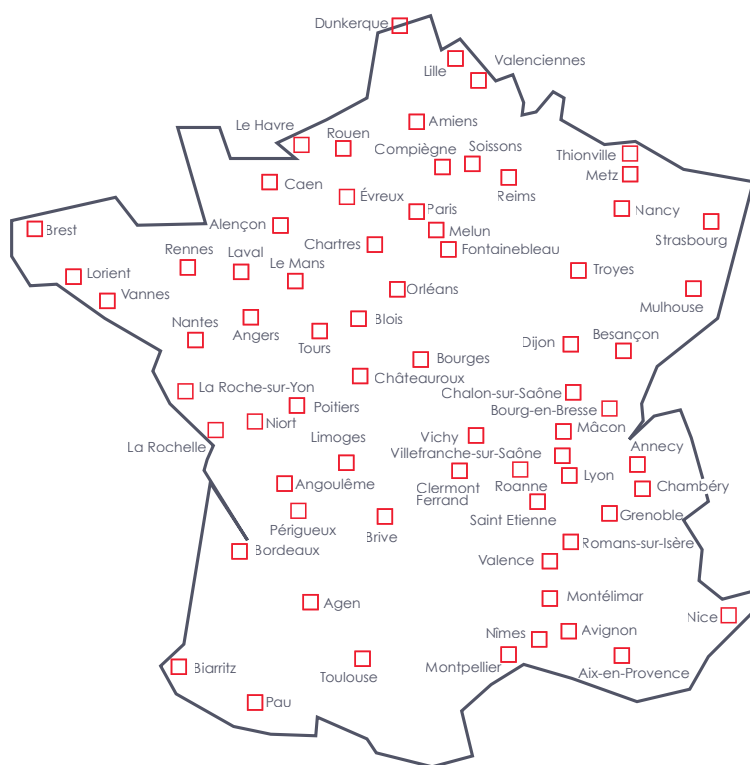 Dunkerque
Valenciennes
Lille
Amiens
Le Havre
Rouen
Soissons
Compiègne
Thionville
Metz
Caen
Reims
Évreux
Paris
Nancy
Alençon
Strasbourg
Brest
Melun
Chartres
Fontainebleau
Rennes
Laval
Le Mans
Troyes
Lorient
Orléans
Mulhouse
Vannes
Nantes
Angers
Blois
Tours
Dijon
Besançon
Bourges
Châteauroux
La Roche-sur-Yon
Chalon-sur-Saône
Poitiers
Bourg-en-Bresse
Niort
Mâcon
La Rochelle
Limoges
Vichy
Annecy
Villefranche-sur-Saône
Lyon
Clermont
Ferrand
Roanne
Angoulême
Chambéry
Périgueux
Saint Etienne
Grenoble
Brive
Bordeaux
Romans-sur-Isère
Valence
Agen
Montélimar
Nice
Nîmes
Avignon
Biarritz
Toulouse
Montpellier
Aix-en-Provence
Pau